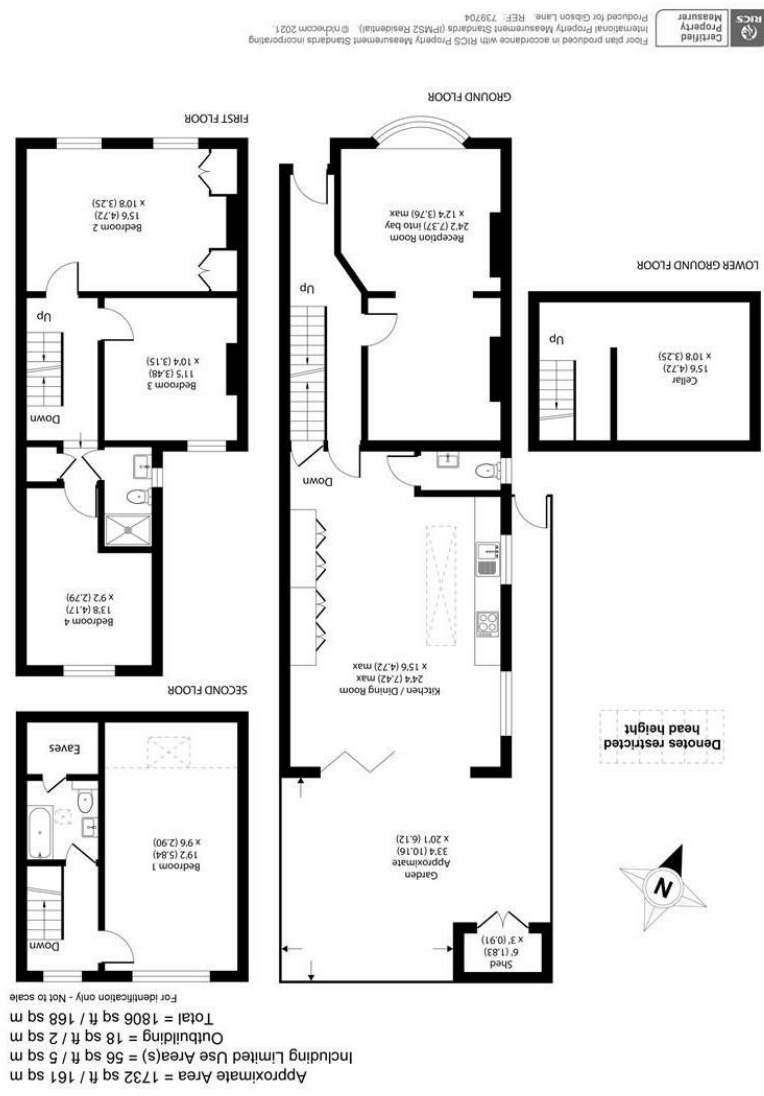 Approximate Area = 1732 sq ft / 161 sq m
Including Limited Use Area(s) = 56 sq ft / 5 sq m
Outbuilding = 18 sq ft / 2 sq m
Total = 1806 sq ft / 168 sq m
For identification only - Not to scale
Shed
6' (1.83)
x 3' (0.91)
Garden
Approximate
33'4 (10.16)
x 20'1 (6.12)
Down
Bedroom 1
19'2 (5.84)
x 9'6 (2.90)
Eaves
SECOND FLOOR
N
Denotes restricted
head height
Kitchen / Dining Room
24'4 (7.42) max
x 15'6 (4.72) max
Down
Bedroom 4
13'8 (4.17)
x 9'2 (2.79)
Down
Bedroom 3
11'5 (3.48)
x 10'4 (3.15)
Up
Cellar
15'6 (4.72)
x 10'8 (3.25)
Up
LOWER GROUND FLOOR
Up
Reception Room
24'2 (7.37) into bay
x 12'4 (3.76) max
Bedroom 2
15'6 (4.72)
x 10'8 (3.25)
GROUND FLOOR
FIRST FLOOR
RICS
Certified
Property
Measurer
Floor plan produced in accordance with RICS Property Measurement Standards incorporating
International Property Measurement Standards (IPMS2 Residential). © nichecom 2021.
Produced for Gibson Lane. REF: 739704